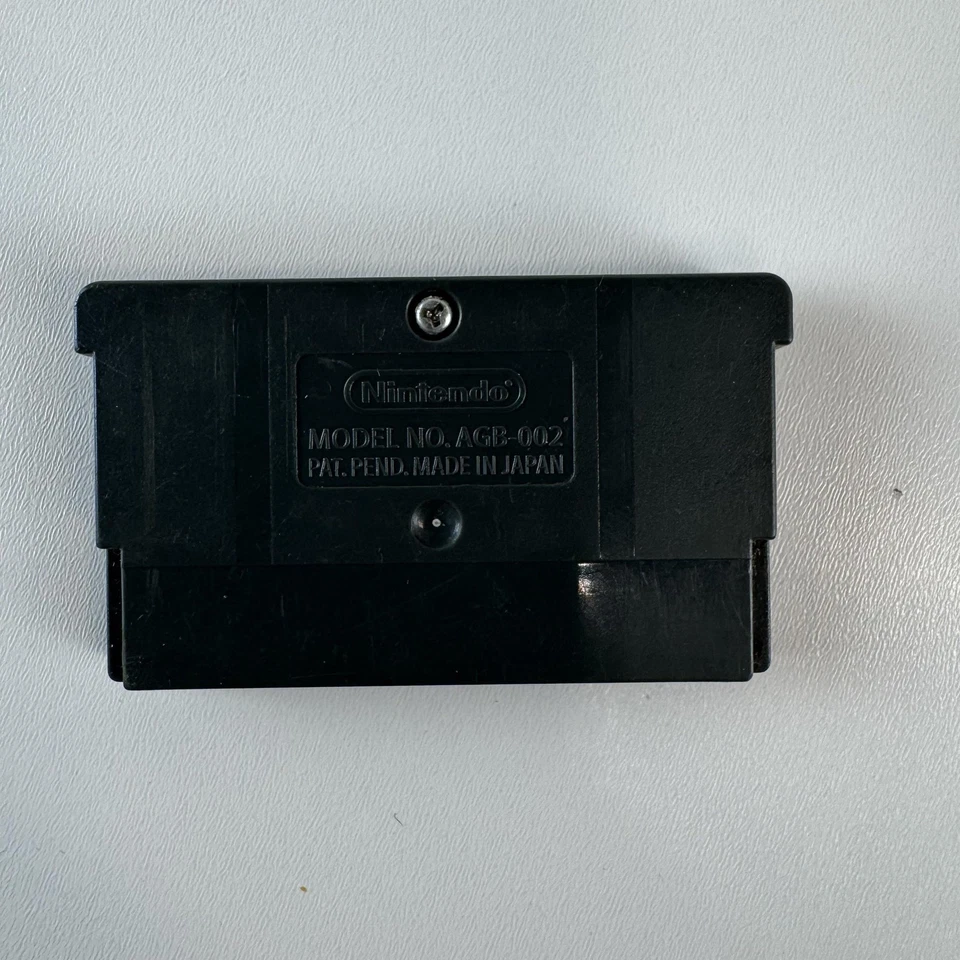 Nintendo®
MODEL NO. AGB-002
PAT. PEND. MADE IN JAPAN